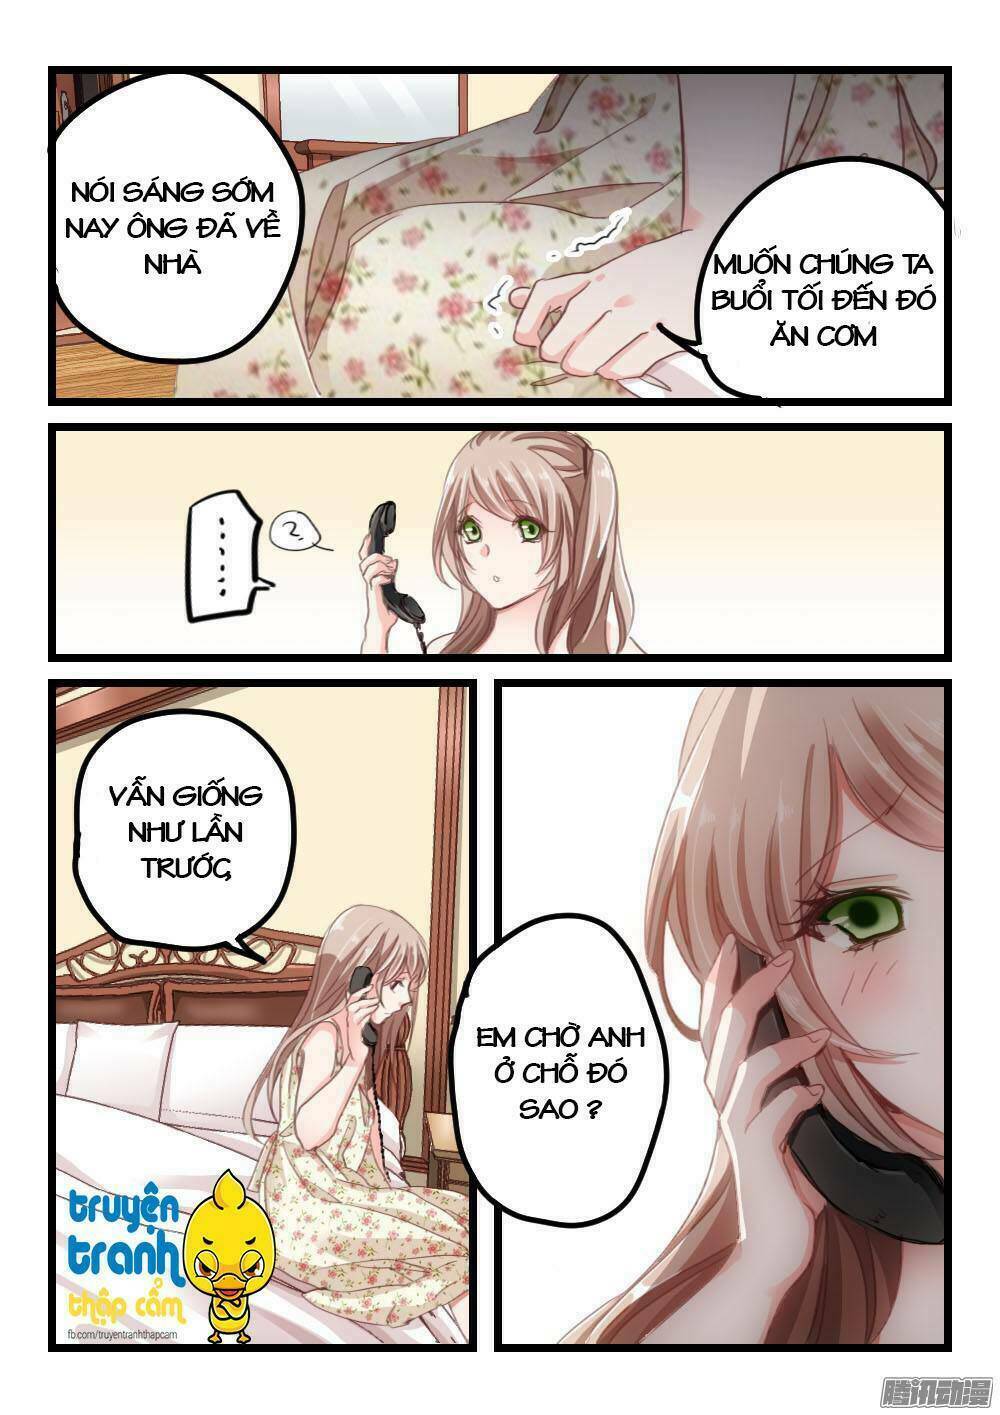 NÓI SÁNG SỚM
NAY ÔNG ĐÃ VỀ
NHÀ
MUỐN CHÚNG TA
BUỔI TỐI ĐẾN ĐÓ
ĂN CƠM
......
?
VẪN GIỐNG
NHƯ LẦN
TRƯỚC,
EM CHỜ ANH
Ở CHỖ ĐÓ
SAO ?
truyện
tranh
thập cẩm
fb.com/truyentranhthapcam
腾讯动漫